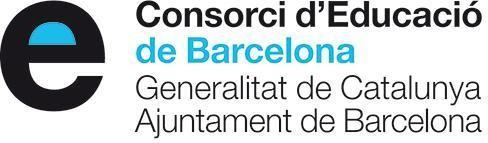 e Consorci d'Educació
de Barcelona
Generalitat de Catalunya
Ajuntament de Barcelona